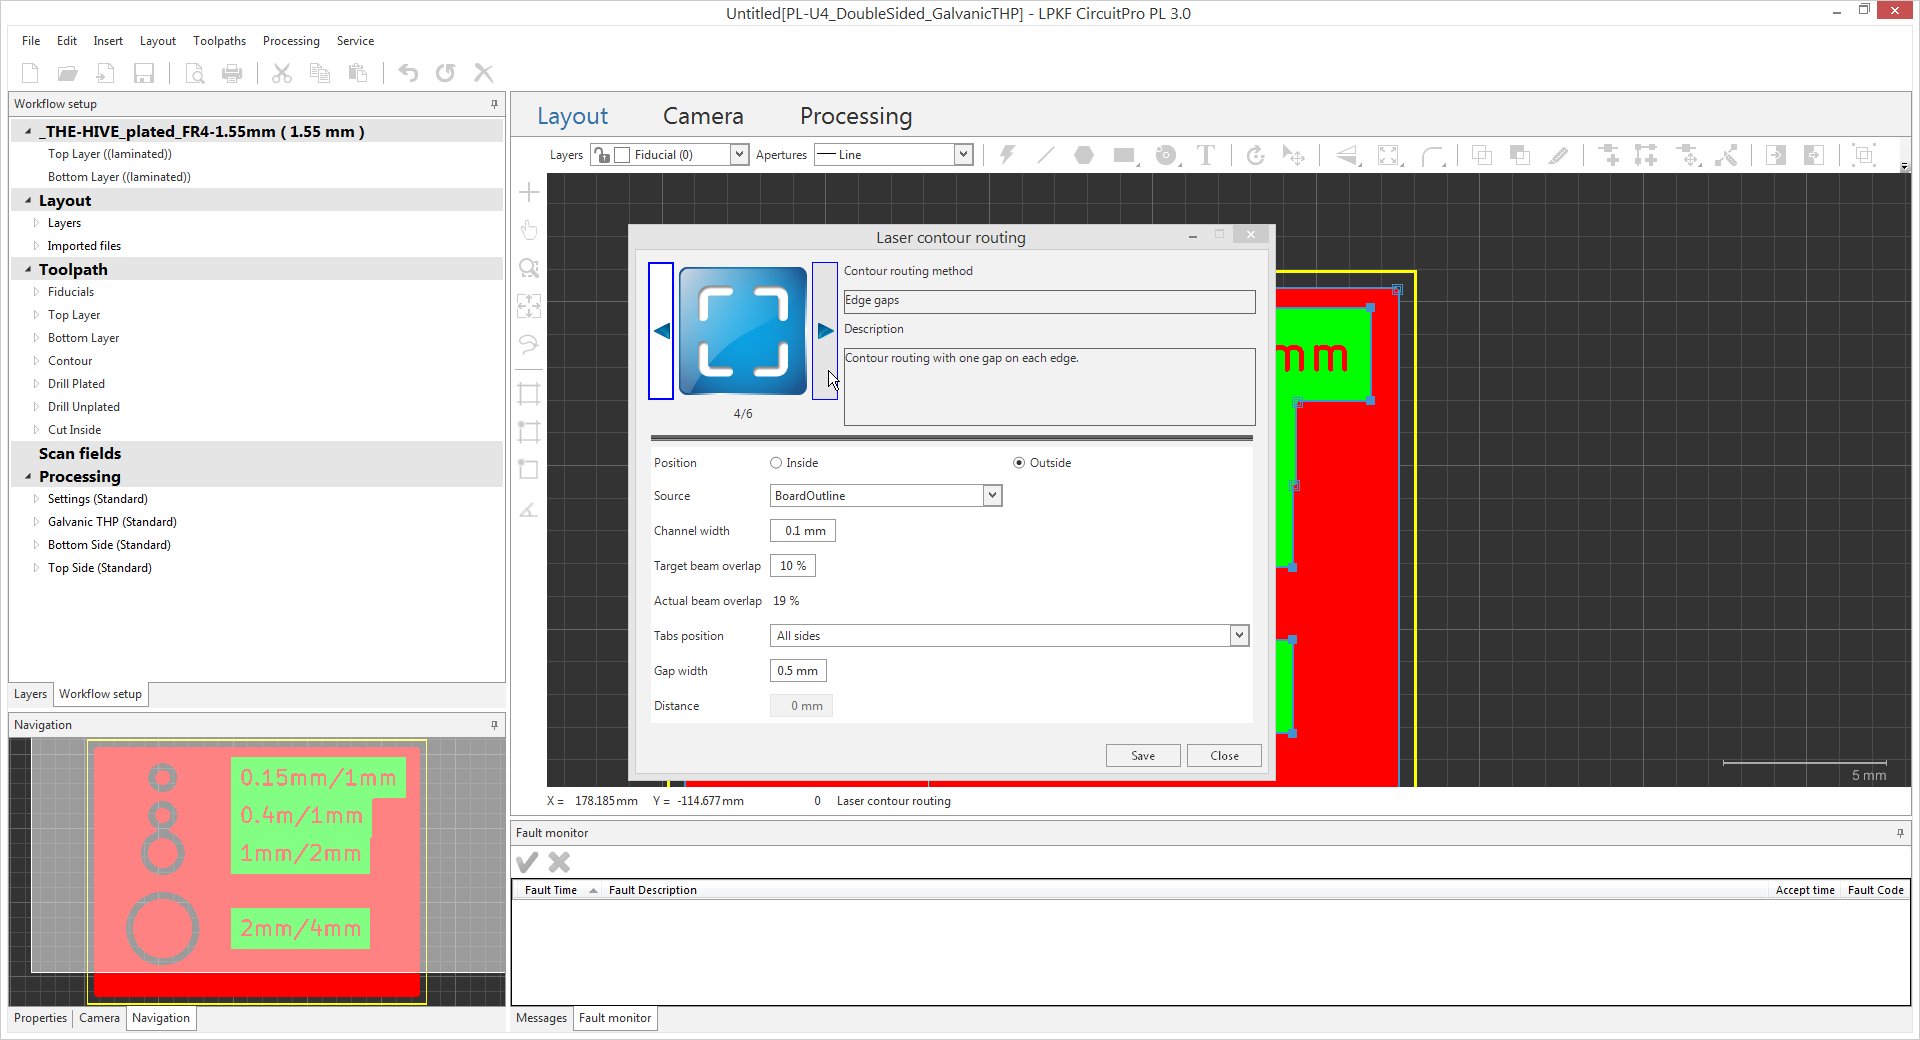 Untitled[PL-U4_DoubleSided_GalvanicTHP] - LPKF CircuitPro PL 3.0
File Edit Insert Layout Toolpaths Processing Service
Workflow setup
_THE-HIVE_plated_FR4-1.55mm ( 1.55 mm )
Top Layer ((laminated))
Bottom Layer ((laminated))
Layout
Layers
Imported files
Toolpath
Fiducials
Top Layer
Bottom Layer
Contour
Drill Plated
Drill Unplated
Cut Inside
Scan fields
Processing
Settings (Standard)
Galvanic THP (Standard)
Bottom Side (Standard)
Top Side (Standard)
Layers Workflow setup
Navigation
0.15mm/1mm
0.4m/1mm
1mm/2mm
2mm/4mm
Properties Camera Navigation
Layout Camera Processing
Layers Fiducial (0) Apertures Line
Laser contour routing
Contour routing method
Edge gaps
Description
Contour routing with one gap on each edge.
4/6
Position Inside Outside
Source BoardOutline
Channel width 0.1 mm
Target beam overlap 10 %
Actual beam overlap 19 %
Tabs position All sides
Gap width 0.5 mm
Distance 0 mm
Save Close
mm
5 mm
X = 178.185mm Y = -114.677mm 0 Laser contour routing
Fault monitor
Fault Time Fault Description Accept time Fault Code
Messages Fault monitor